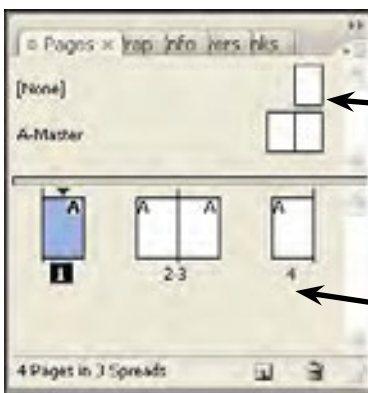 Pages
[None]
A-Master
A
A A
A
1
2-3
4
4 Pages in 3 Spreads